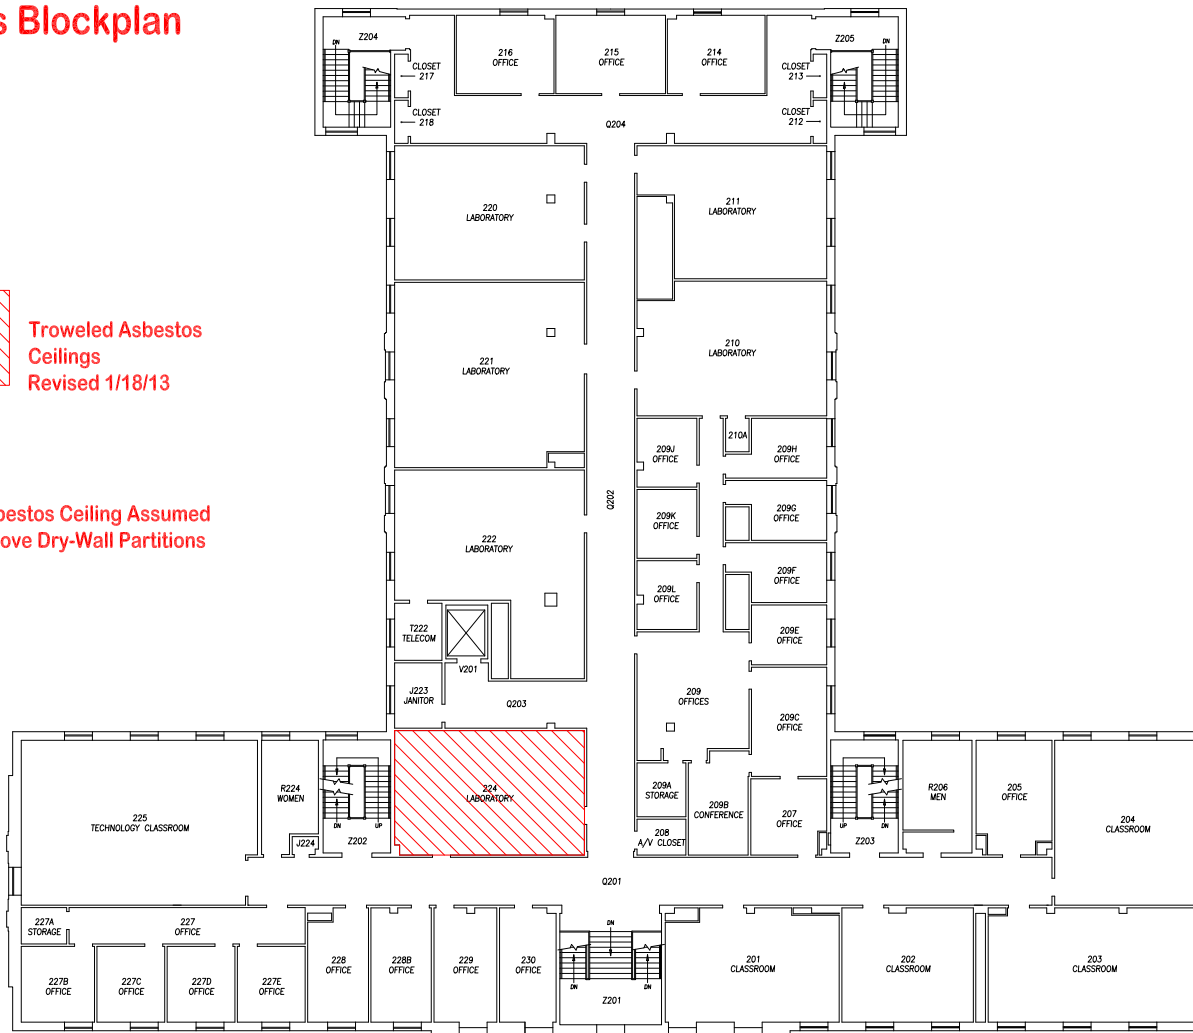 s Blockplan
Troweled Asbestos
Ceilings
Revised 1/18/13
bestos Ceiling Assumed
ove Dry-Wall Partitions
DN
Z204
CLOSET
217
216
OFFICE
215
OFFICE
214
OFFICE
CLOSET
213
Z205
DN
CLOSET
218
Q204
CLOSET
212
220
LABORATORY
211
LABORATORY
221
LABORATORY
210
LABORATORY
209J
OFFICE
210A
209H
OFFICE
Q202
209K
OFFICE
209G
OFFICE
222
LABORATORY
209L
OFFICE
209F
OFFICE
T222
TELECOM
V201
209E
OFFICE
J223
JANITOR
Q203
209
OFFICES
209C
OFFICE
225
TECHNOLOGY CLASSROOM
R224
WOMEN
J224
DN
UP
Z202
224
LABORATORY
209A
STORAGE
209B
CONFERENCE
208
A/V CLOSET
207
OFFICE
UP
DN
Z203
R206
MEN
205
OFFICE
204
CLASSROOM
Q201
227A
STORAGE
227
OFFICE
227B
OFFICE
227C
OFFICE
227D
OFFICE
227E
OFFICE
228
OFFICE
228B
OFFICE
229
OFFICE
230
OFFICE
DN
DN
DN
Z201
201
CLASSROOM
202
CLASSROOM
203
CLASSROOM